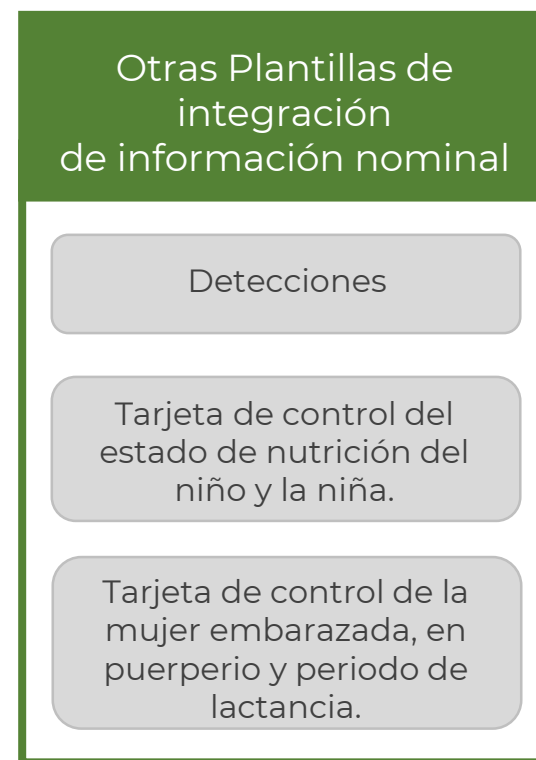 Otras Plantillas de
integración
de información nominal
Detecciones
Tarjeta de control del
estado de nutrición del
niño y la niña.
Tarjeta de control de la
mujer embarazada, en
puerperio y periodo de
lactancia.